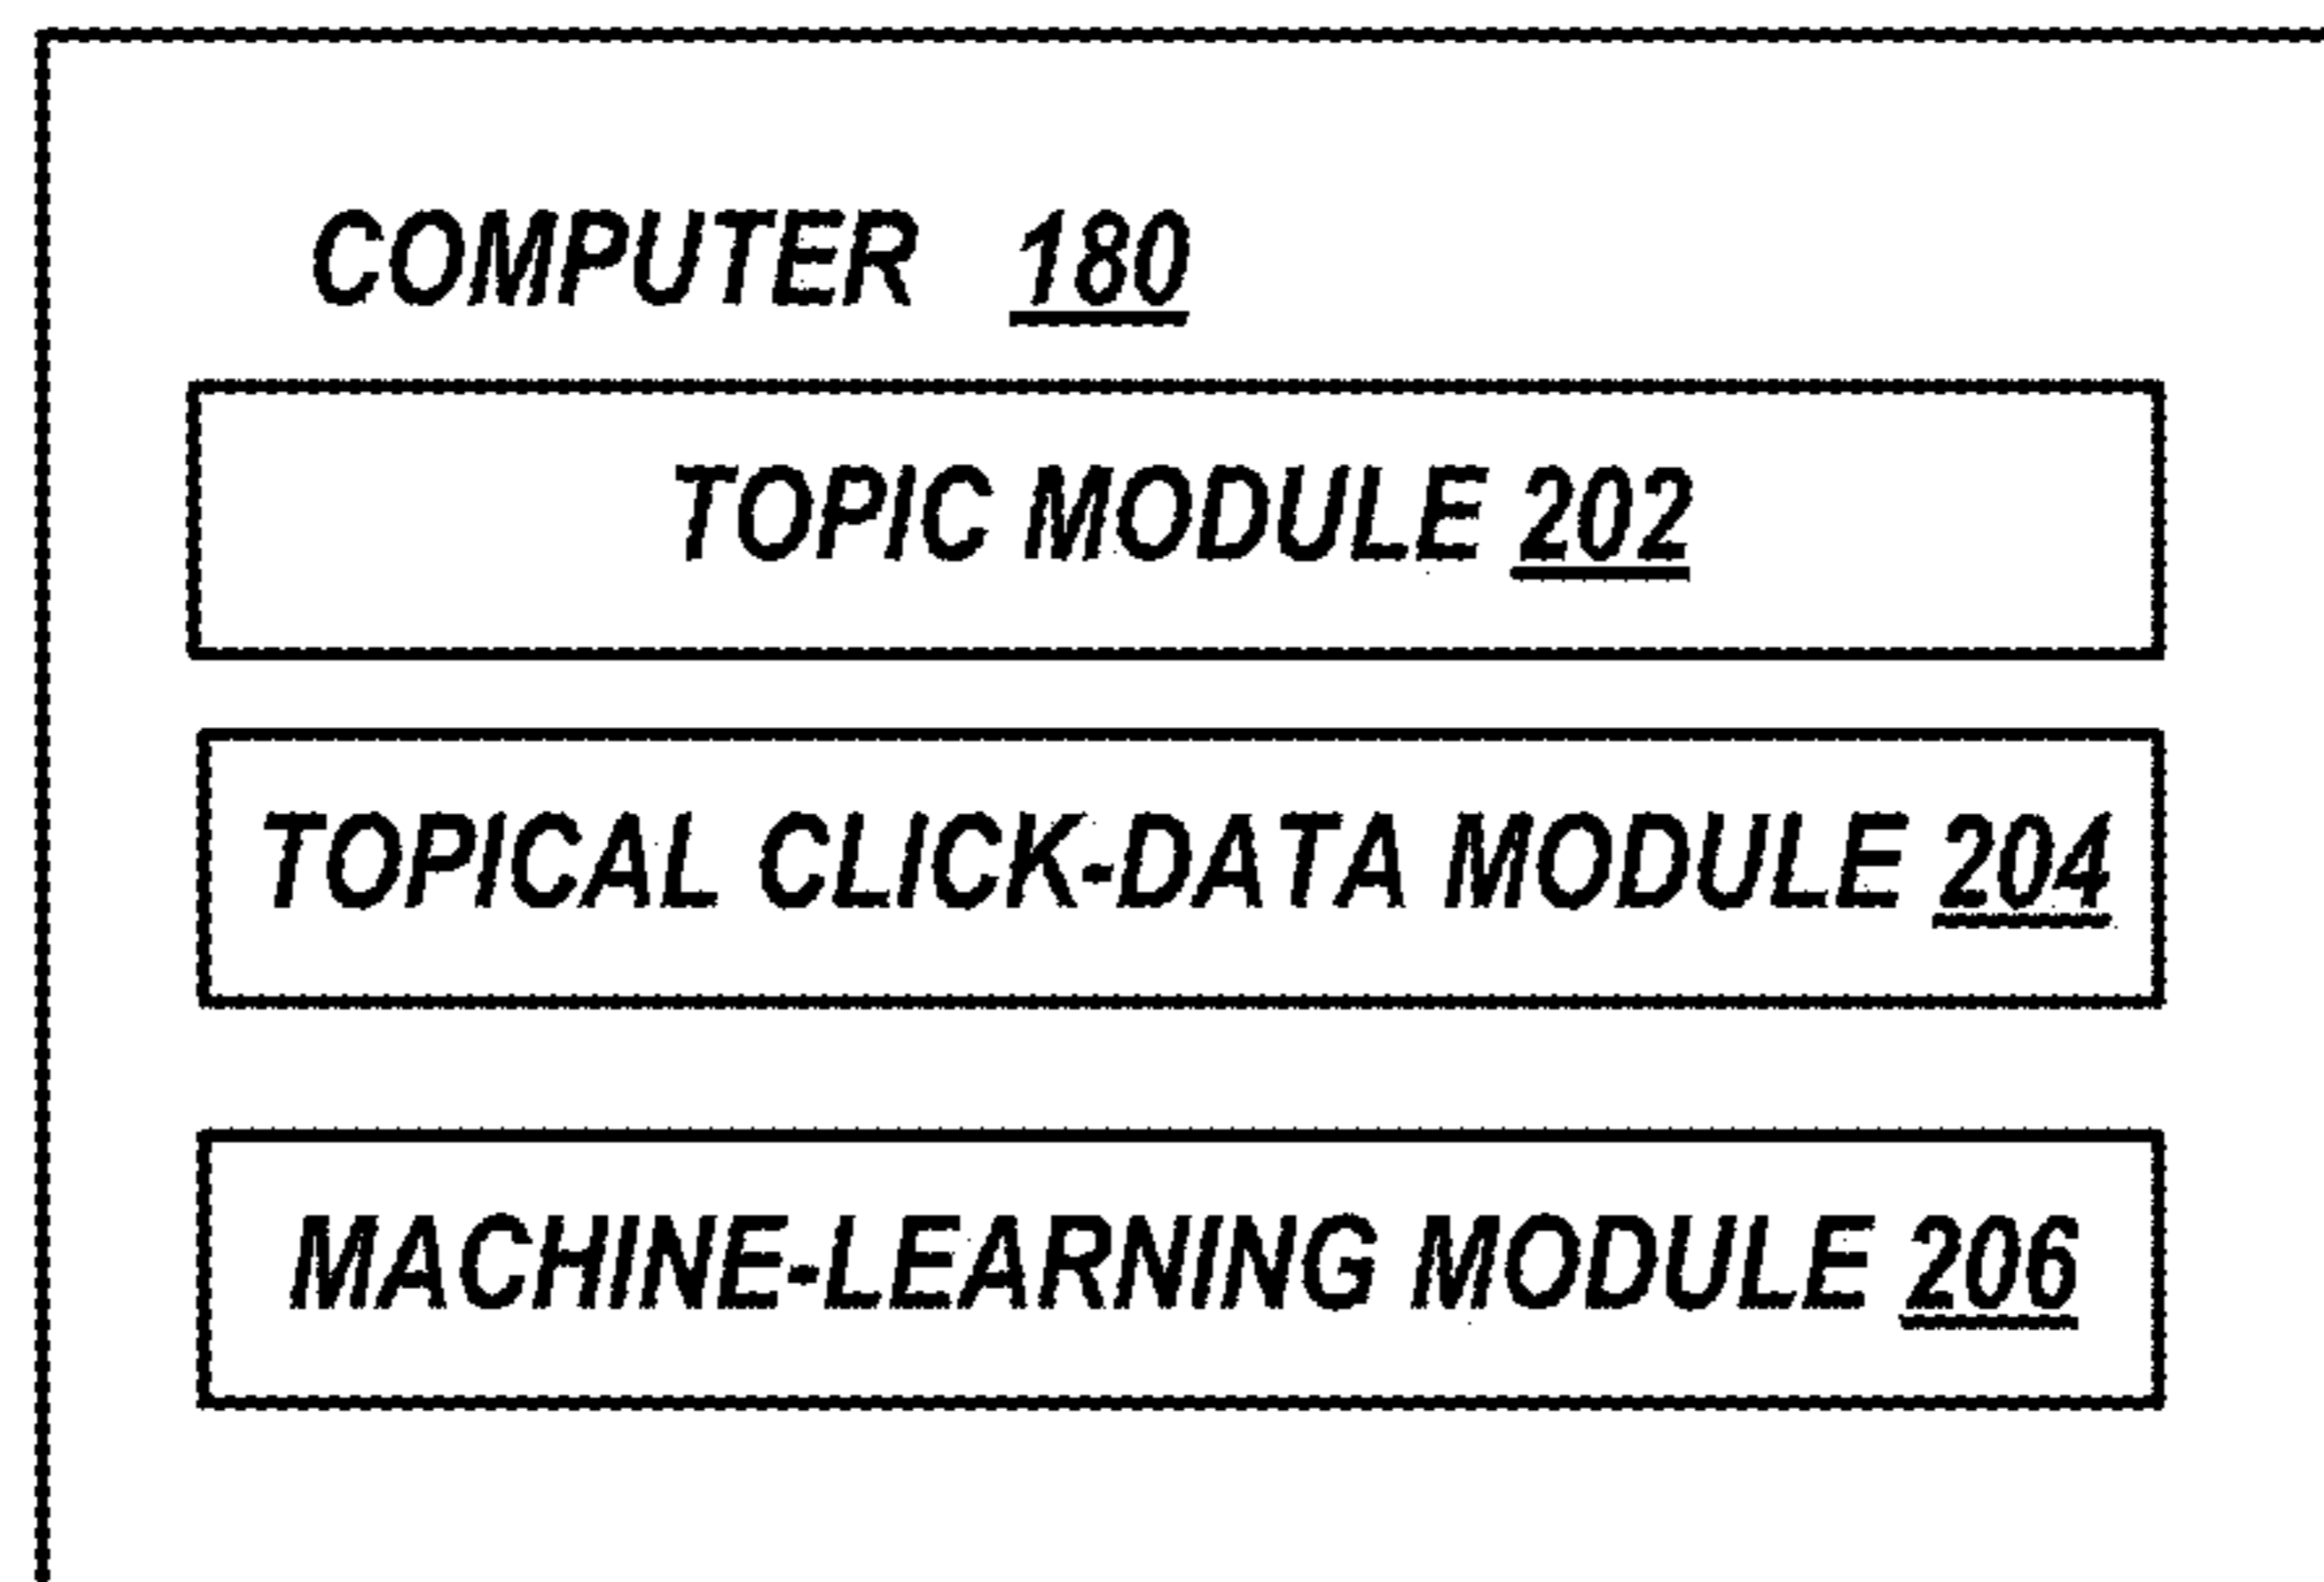 COMPUTER 180
TOPIC MODULE 202
TOPICAL CLICK-DATA MODULE 204
MACHINE-LEARNING MODULE 206